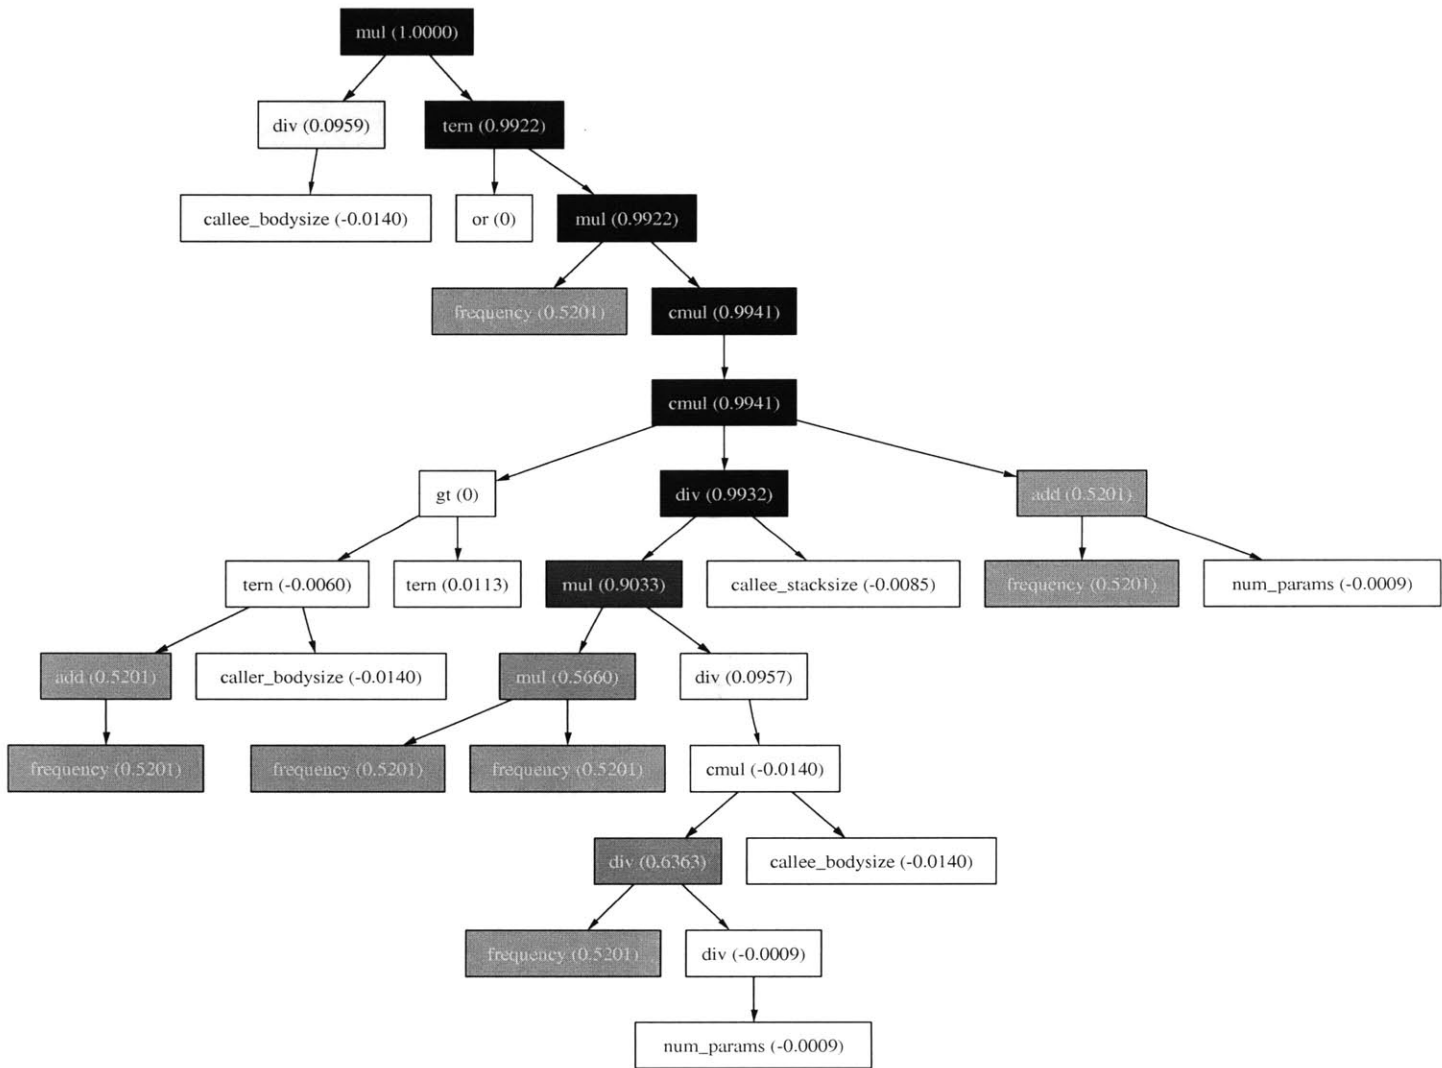 mul (1.0000)
div (0.0959)
tern (0.9922)
callee_bodysize (-0.0140)
or (0)
mul (0.9922)
frequency (0.5201)
cmul (0.9941)
cmul (0.9941)
gt (0)
div (0.9932)
add (0.5201)
tern (-0.0060)
tern (0.0113)
mul (0.9033)
callee_stacksize (-0.0085)
frequency (0.5201)
num_params (-0.0009)
add (0.5201)
caller_bodysize (-0.0140)
mul (0.5660)
div (0.0957)
frequency (0.5201)
frequency (0.5201)
frequency (0.5201)
cmul (-0.0140)
div (0.6363)
callee_bodysize (-0.0140)
frequency (0.5201)
div (-0.0009)
num_params (-0.0009)